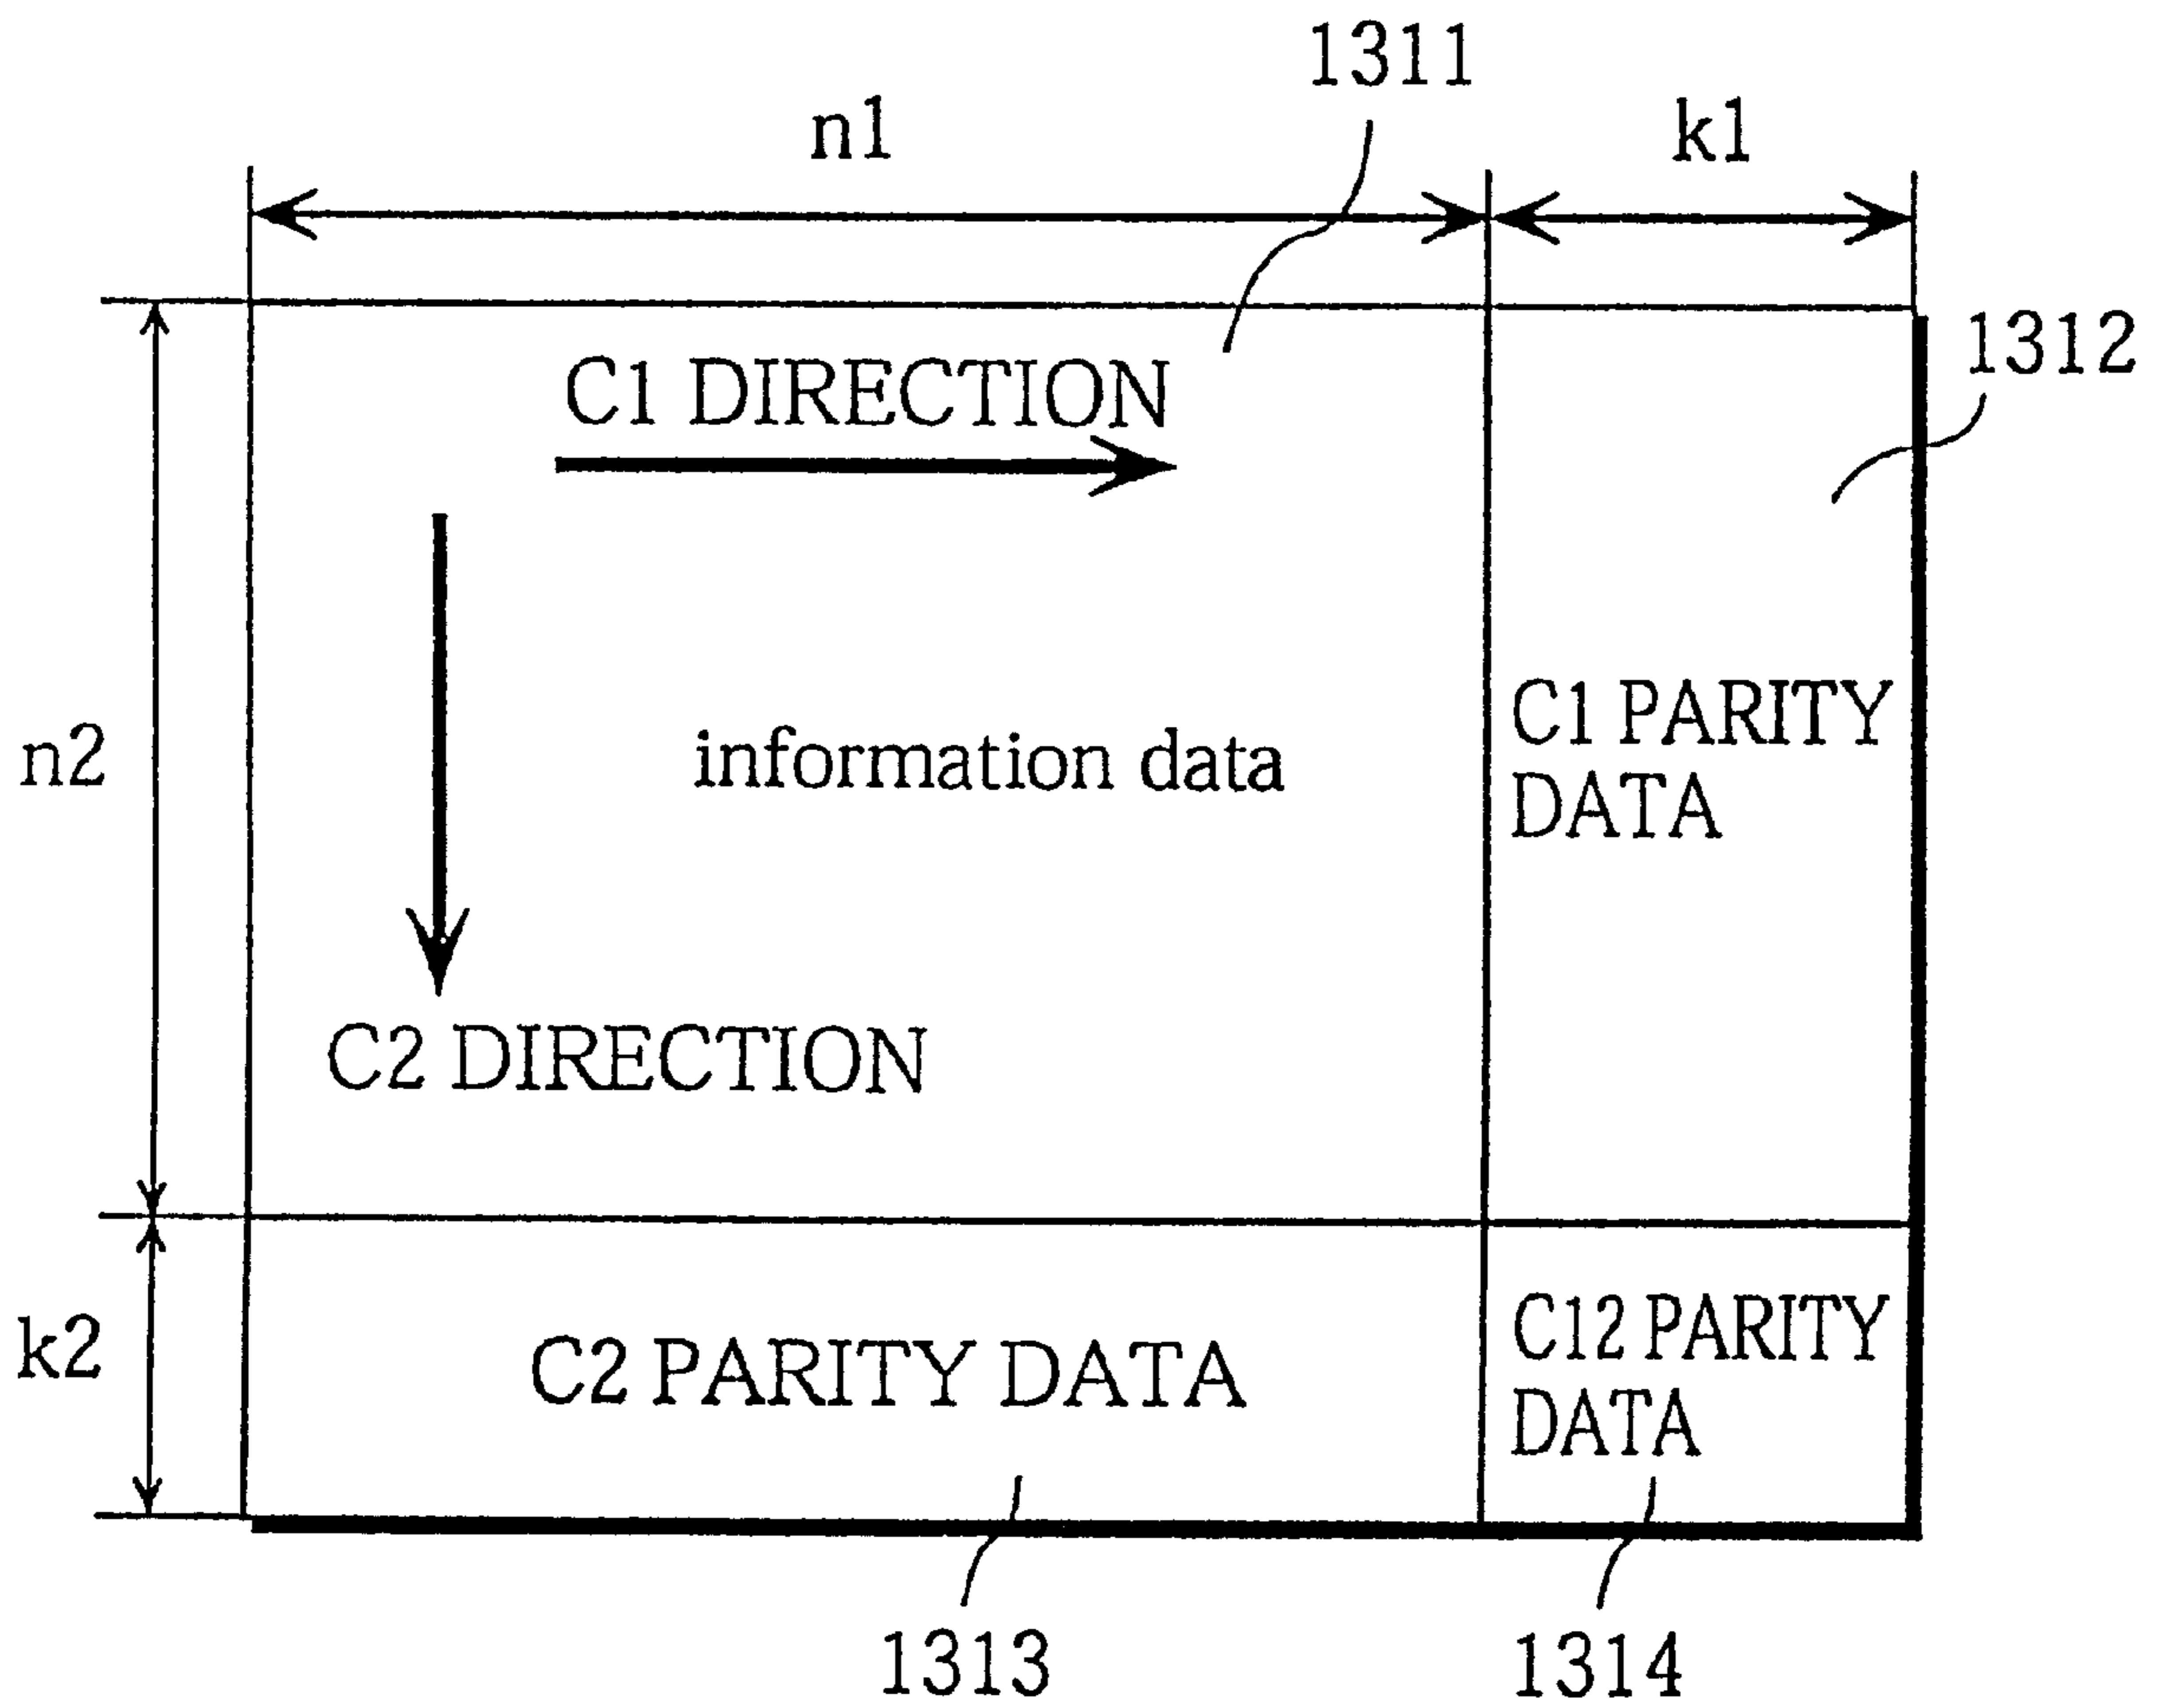 1311
n1
k1
1312
C1 DIRECTION
C1 PARITY
DATA
n2
information data
C2 DIRECTION
k2
C2 PARITY DATA
C12 PARITY
DATA
1313
1314